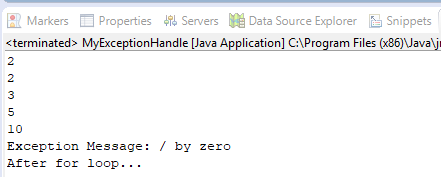 Markers Properties Servers Data Source Explorer Snippets
<terminated> MyExceptionHandle [Java Application] C:\Program Files (x86)\Java\jr
2
2
3
5
10
Exception Message: / by zero
After for loop...